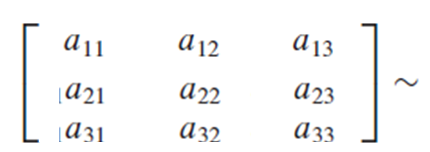 a₁₁ a₁₂ a₁₃
a₂₁ a₂₂ a₂₃ ~
a₃₁ a₃₂ a₃₃